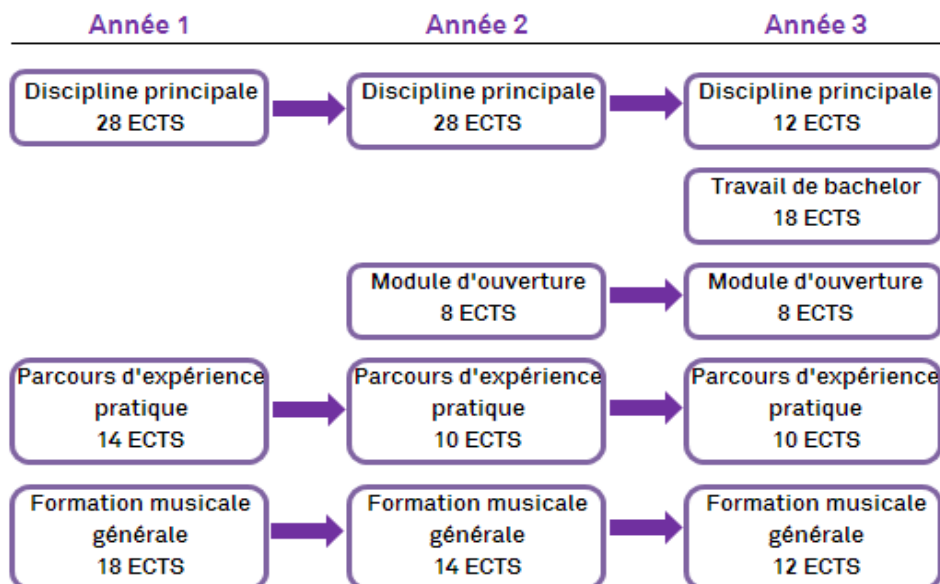 Année 1
Année 2
Année 3
Discipline principale
28 ECTS
Discipline principale
28 ECTS
Discipline principale
12 ECTS
Travail de bachelor
18 ECTS
Module d'ouverture
8 ECTS
Module d'ouverture
8 ECTS
Parcours d'expérience
pratique
14 ECTS
Parcours d'expérience
pratique
10 ECTS
Parcours d'expérience
pratique
10 ECTS
Formation musicale
générale
18 ECTS
Formation musicale
générale
14 ECTS
Formation musicale
générale
12 ECTS